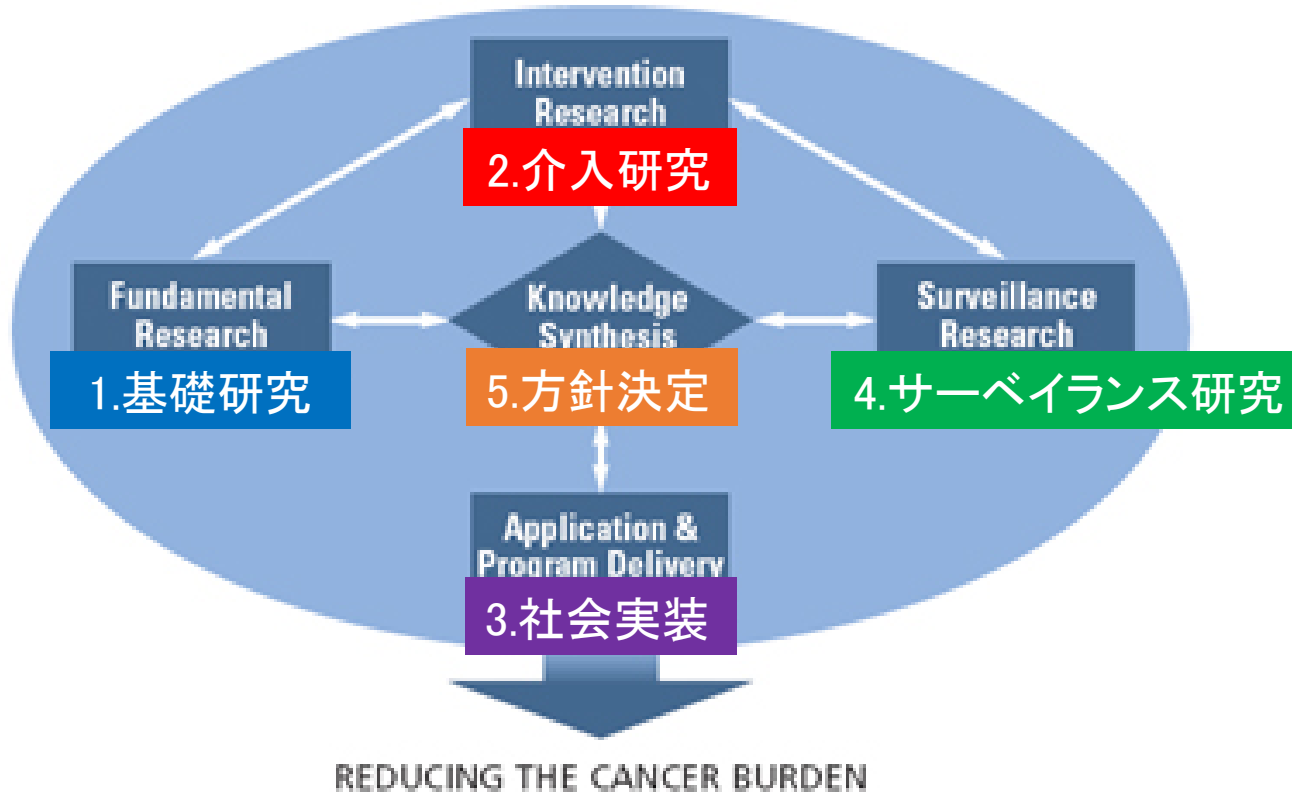 Intervention
Research
2.介入研究
Fundamental
Research
1.基礎研究
Knowledge
Synthesis
5.方針決定
Surveillance
Research
4.サーベイランス研究
Application &
Program Delivery
3.社会実装
REDUCING THE CANCER BURDEN